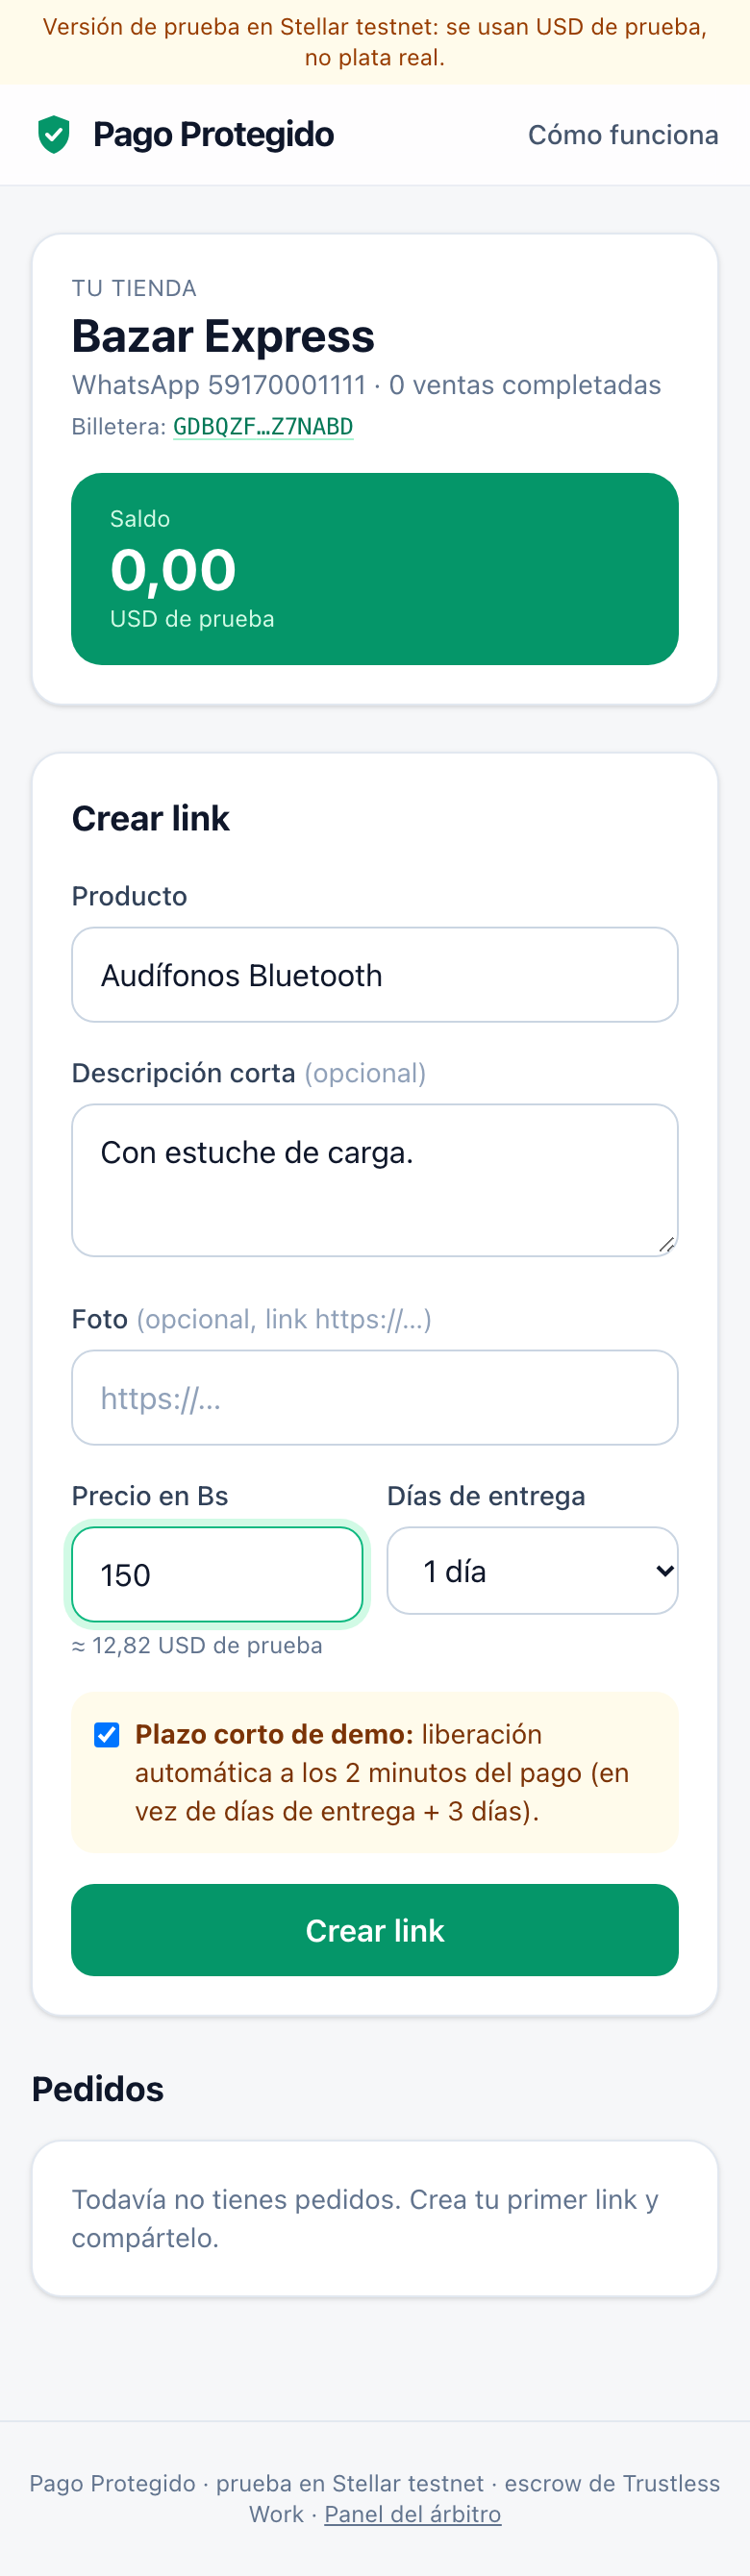 Versión de prueba en Stellar testnet: se usan USD de prueba,
no plata real.
Pago Protegido
Cómo funciona
TU TIENDA
Bazar Express
WhatsApp 59170001111 · 0 ventas completadas
Billetera: GDBQZF…Z7NABD
Saldo
0,00
USD de prueba
Crear link
Producto
Audífonos Bluetooth
Descripción corta (opcional)
Con estuche de carga.
Foto (opcional, link https://...)
https://...
Precio en Bs
Días de entrega
150
1 día
≈ 12,82 USD de prueba
Plazo corto de demo: liberación
automática a los 2 minutos del pago (en
vez de días de entrega + 3 días).
Crear link
Pedidos
Todavía no tienes pedidos. Crea tu primer link y
compártelo.
Pago Protegido · prueba en Stellar testnet · escrow de Trustless
Work · Panel del árbitro